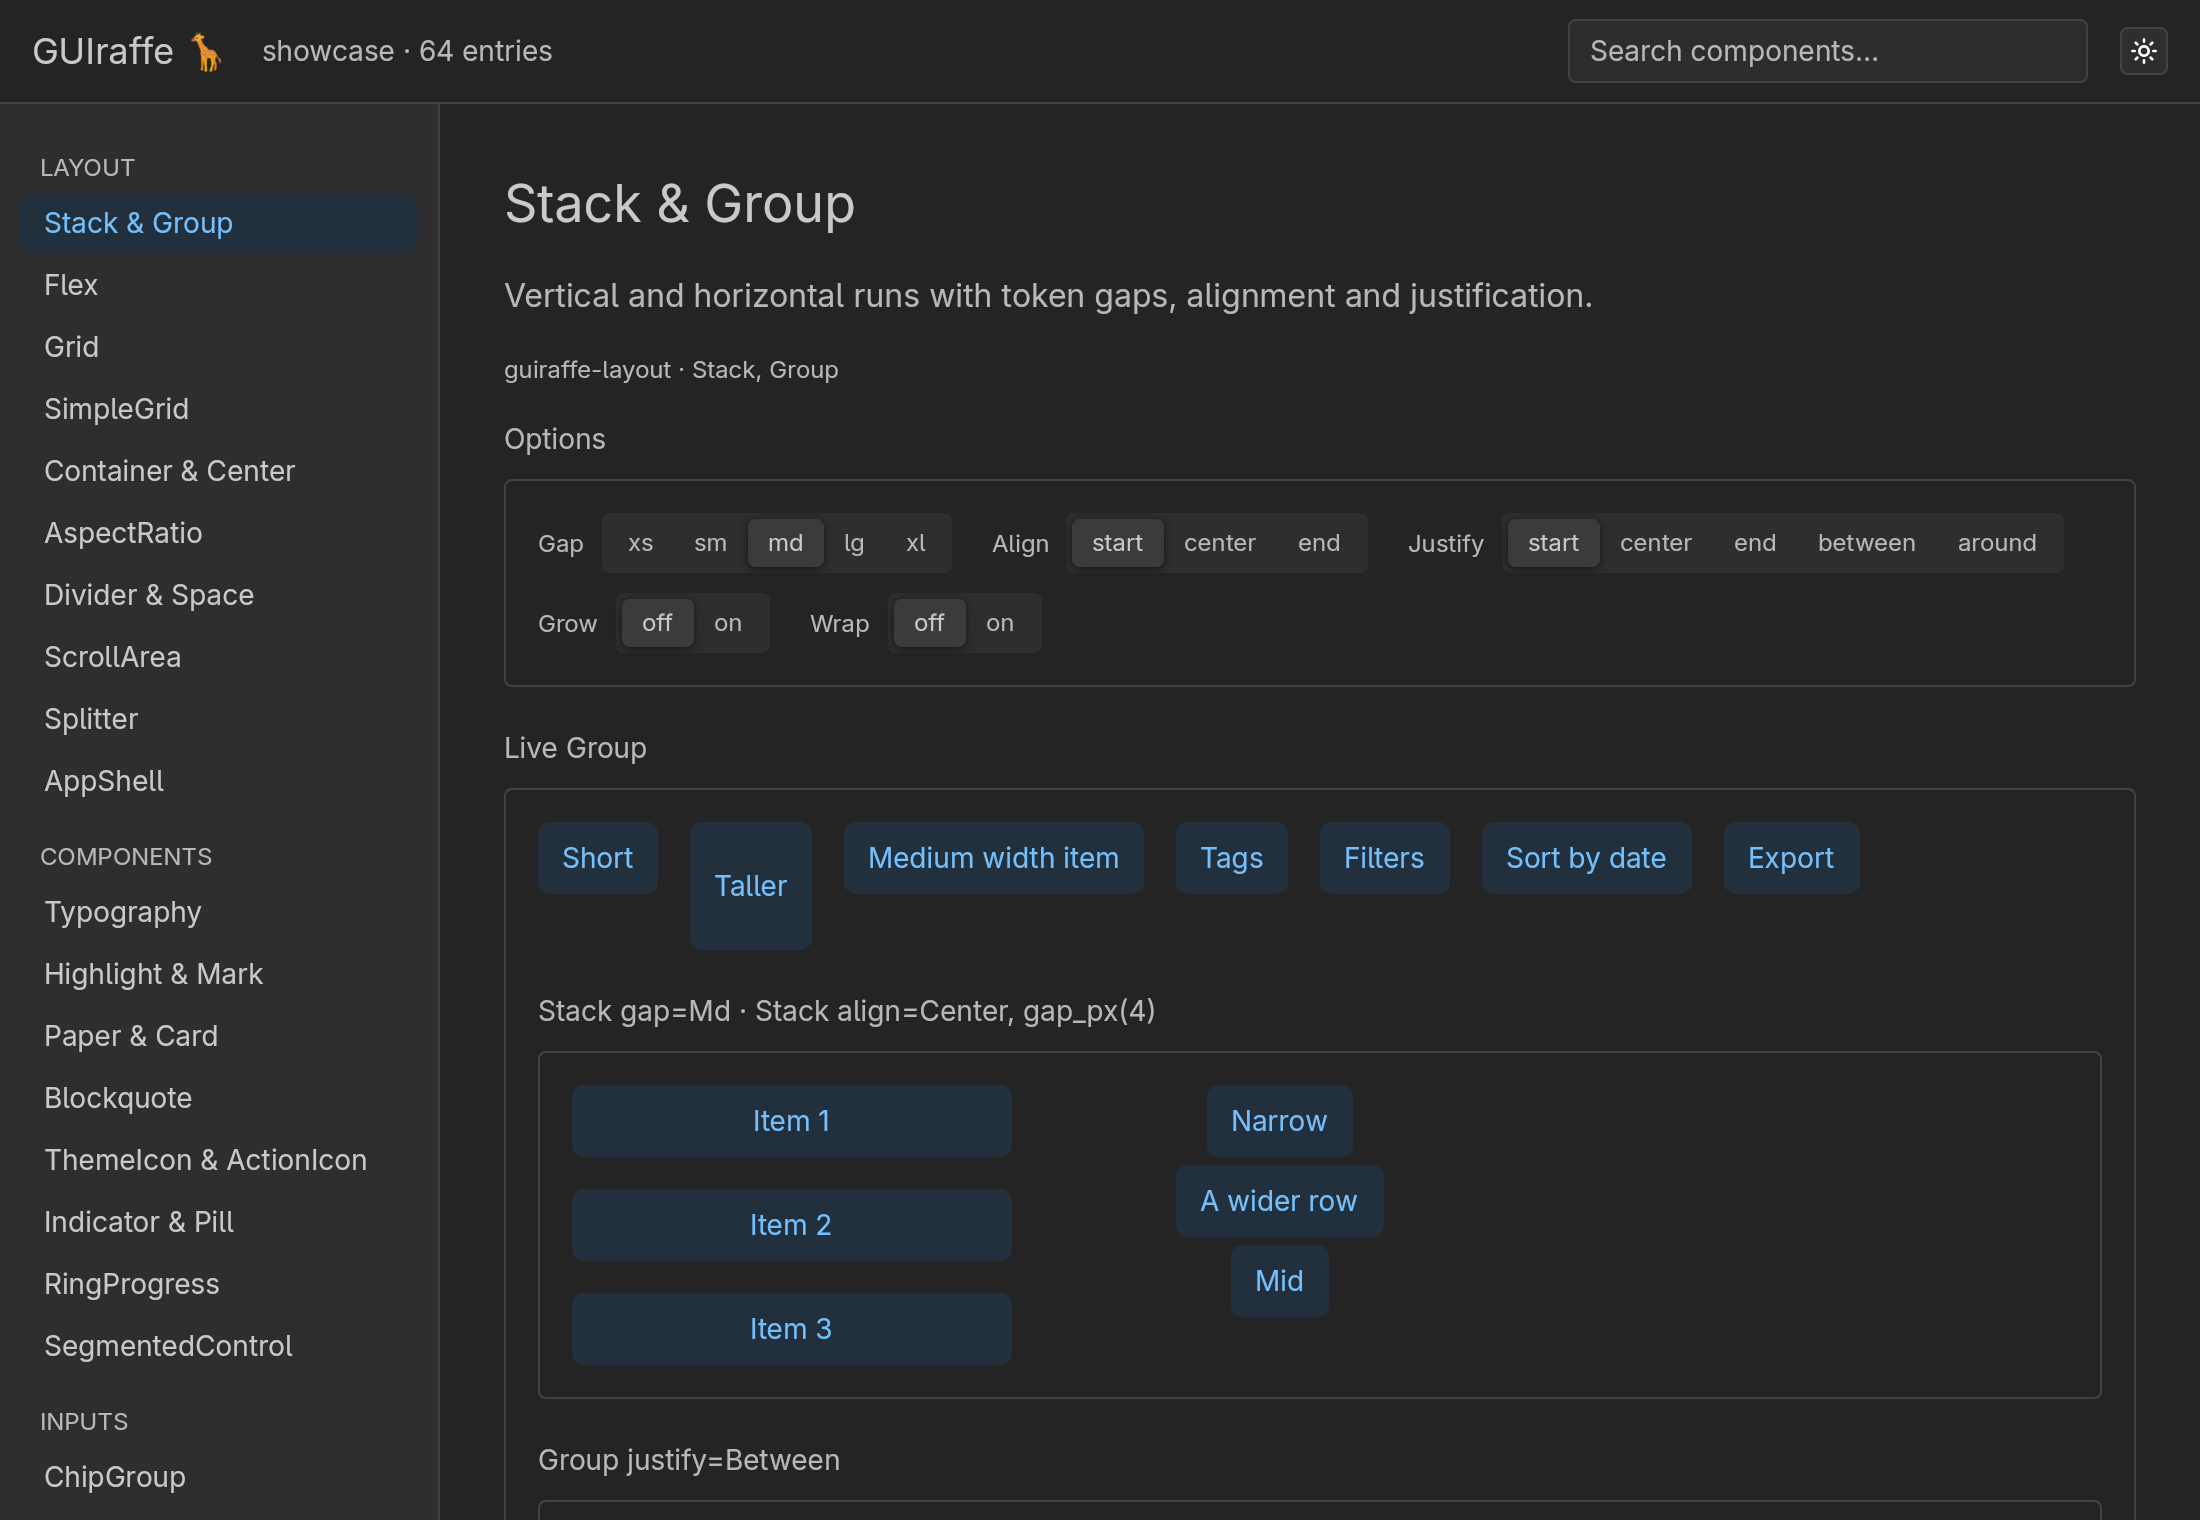 GUIraffe 🦒 showcase · 64 entries
Search components...
LAYOUT
Stack & Group
Flex
Grid
SimpleGrid
Container & Center
AspectRatio
Divider & Space
ScrollArea
Splitter
AppShell
COMPONENTS
Typography
Highlight & Mark
Paper & Card
Blockquote
ThemeIcon & ActionIcon
Indicator & Pill
RingProgress
SegmentedControl
INPUTS
ChipGroup
Stack & Group
Vertical and horizontal runs with token gaps, alignment and justification.
guiraffe-layout · Stack, Group
Options
Gap xs sm md lg xl Align start center end Justify start center end between around
Grow off on Wrap off on
Live Group
Short Taller Medium width item Tags Filters Sort by date Export
Stack gap=Md · Stack align=Center, gap_px(4)
Item 1
Item 2
Item 3
Narrow
A wider row
Mid
Group justify=Between